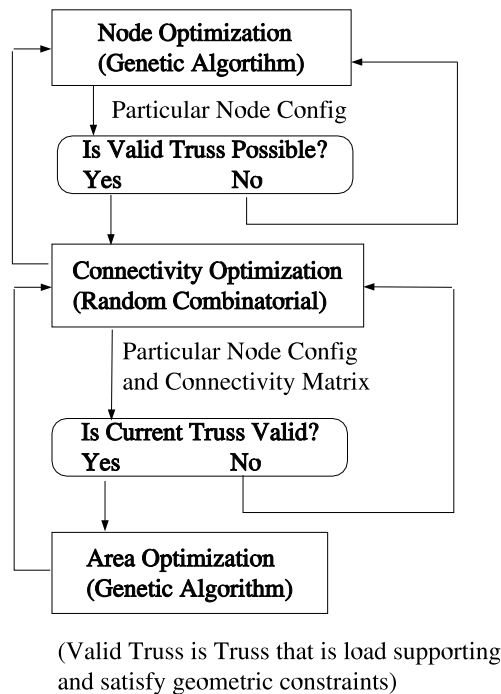 Node Optimization
(Genetic Algortihm)
Particular Node Config
Is Valid Truss Possible?
Yes No
Connectivity Optimization
(Random Combinatorial)
Particular Node Config
and Connectivity Matrix
Is Current Truss Valid?
Yes No
Area Optimization
(Genetic Algorithm)
(Valid Truss is Truss that is load supporting
and satisfy geometric constraints)